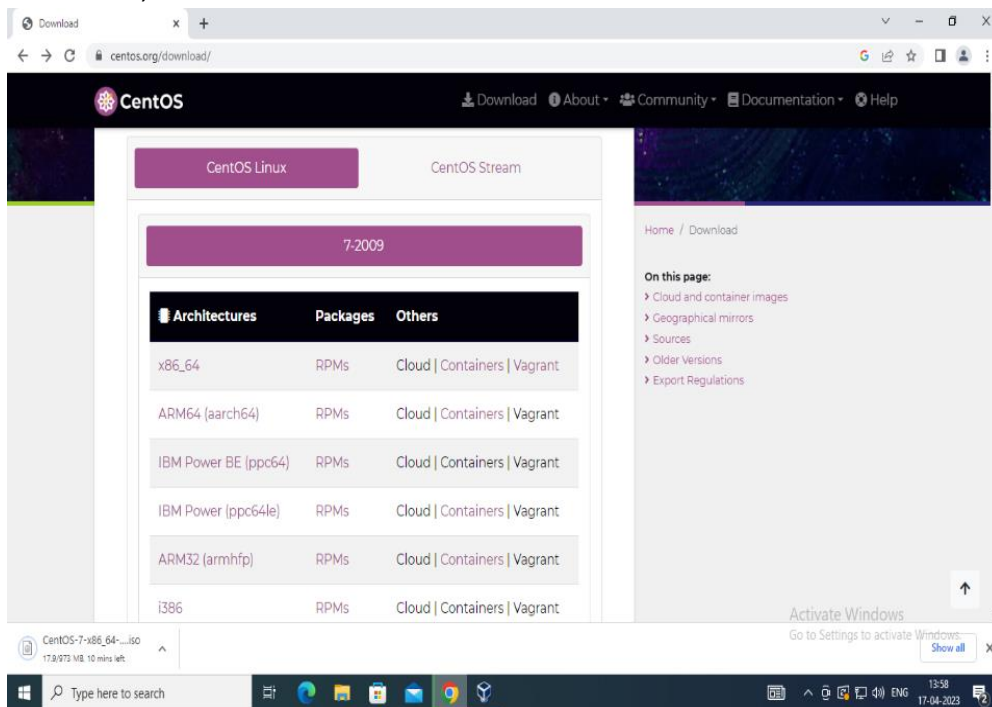 Download
centos.org/download/
CentOS
Download About Community Documentation Help
CentOS Linux CentOS Stream
7-2009
Architectures Packages Others
x86_64 RPMs Cloud | Containers | Vagrant
ARM64 (aarch64) RPMs Cloud | Containers | Vagrant
IBM Power BE (ppc64) RPMs Cloud | Containers | Vagrant
IBM Power (ppc64le) RPMs Cloud | Containers | Vagrant
ARM32 (armhfp) RPMs Cloud | Containers | Vagrant
i386 RPMs Cloud | Containers | Vagrant
Home / Download
On this page:
Cloud and container images
Geographical mirrors
Sources
Older Versions
Export Regulations
Activate Windows
Go to Settings to activate Windows.
CentOS-7-x86_64-....iso
17.9/973 MB, 10 mins left
Show all
Type here to search
ENG
13:58
17-04-2023
2